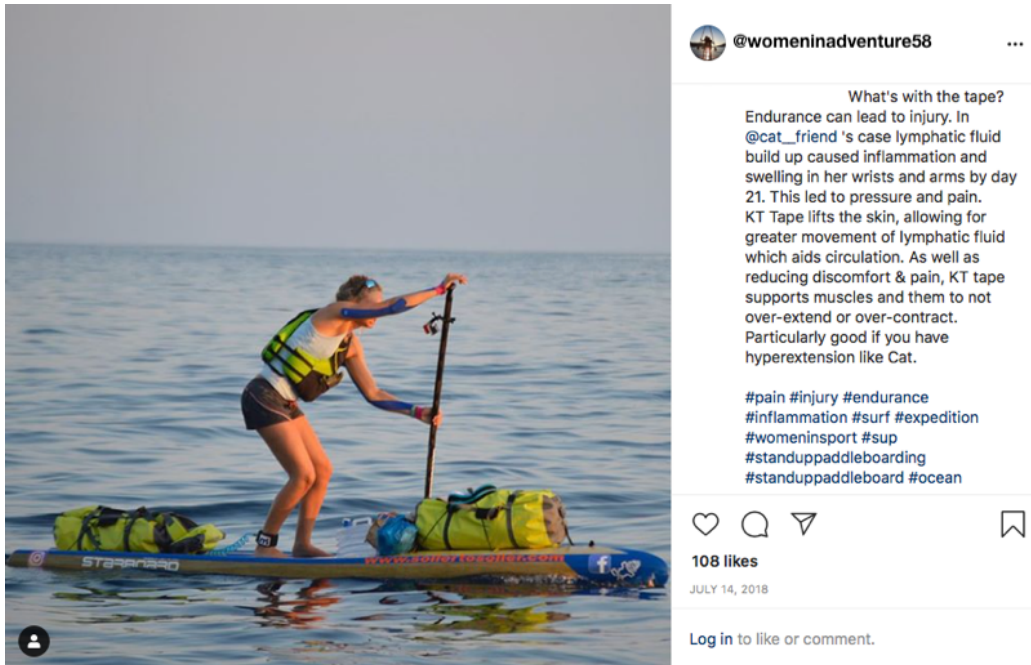 @womeninadventure58
What's with the tape?
Endurance can lead to injury. In
@cat__friend 's case lymphatic fluid
build up caused inflammation and
swelling in her wrists and arms by day
21. This led to pressure and pain.
KT Tape lifts the skin, allowing for
greater movement of lymphatic fluid
which aids circulation. As well as
reducing discomfort & pain, KT tape
supports muscles and them to not
over-extend or over-contract.
Particularly good if you have
hyperextension like Cat.
#pain #injury #endurance
#inflammation #surf #expedition
#womeninsport #sup
#standuppaddleboarding
#standuppaddleboard #ocean
108 likes
JULY 14, 2018
Log in to like or comment.
STARBOARD
www.sollertosoller.com
f